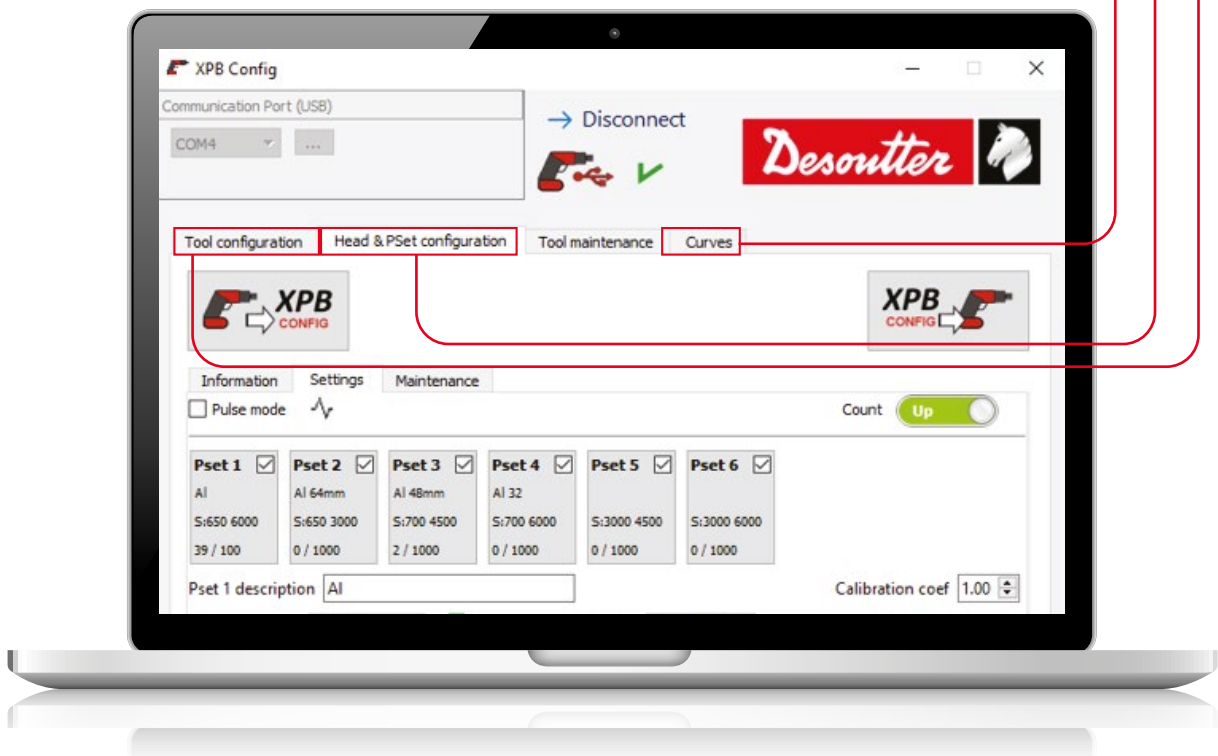 XPB Config
Communication Port (USB)
COM4 ...
→ Disconnect
Desoutter
Tool configuration Head & PSet configuration Tool maintenance Curves
XPB
CONFIG
XPB
CONFIG
Information Settings Maintenance
Pulse mode
Count Up
Pset 1 Pset 2 Pset 3 Pset 4 Pset 5 Pset 6
Al Al 64mm Al 48mm Al 32
S:650 6000 S:650 3000 S:700 4500 S:700 6000 S:3000 4500 S:3000 6000
39 / 100 0 / 1000 2 / 1000 0 / 1000 0 / 1000 0 / 1000
Pset 1 description Al
Calibration coef 1.00